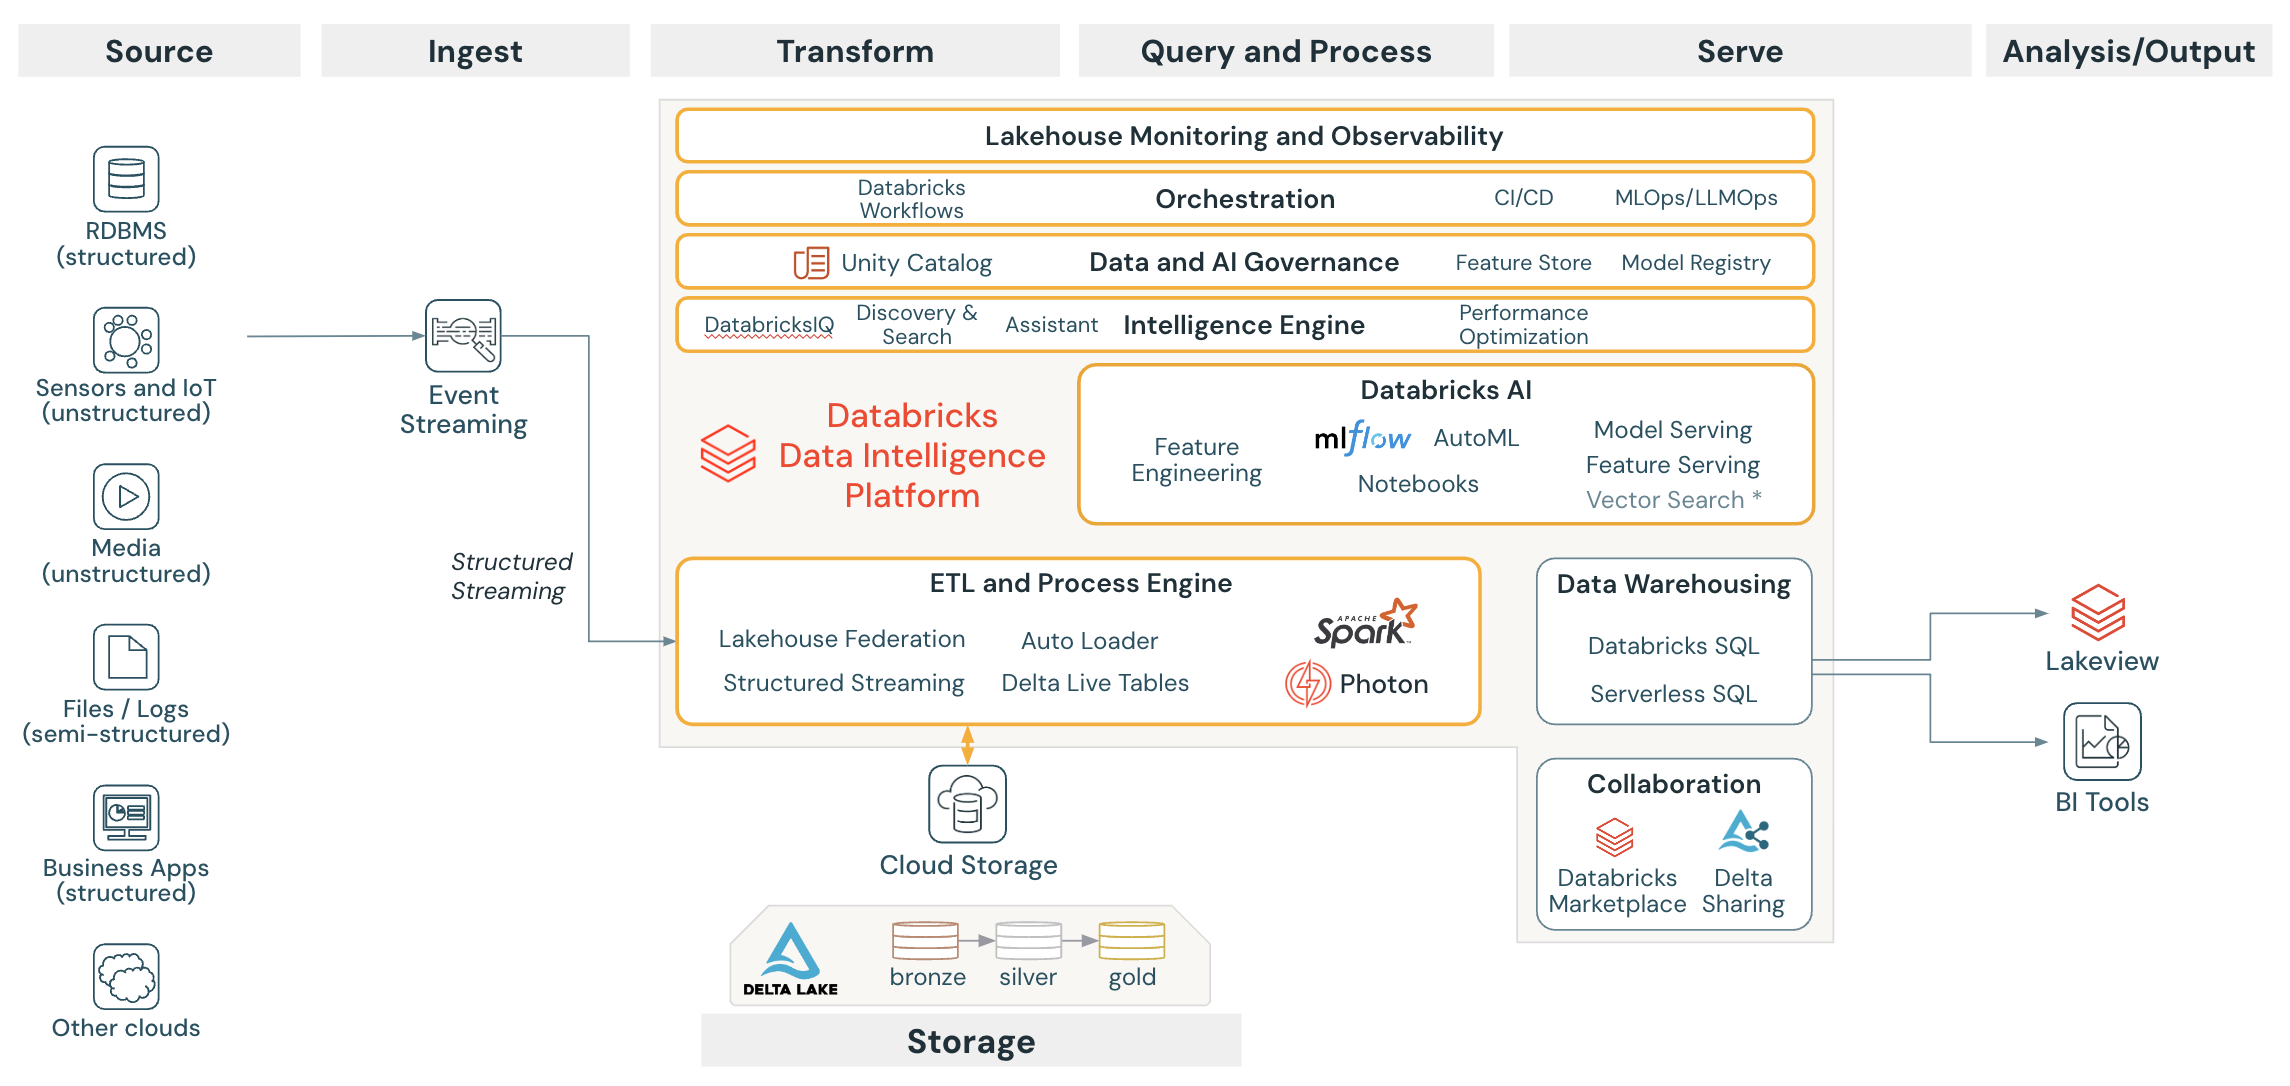 Source
Ingest
Transform
Query and Process
Serve
Analysis/Output
RDBMS
(structured)
Sensors and IoT
(unstructured)
Media
(unstructured)
Files / Logs
(semi-structured)
Business Apps
(structured)
Other clouds
Event
Streaming
Structured
Streaming
Lakehouse Monitoring and Observability
Databricks
Workflows
Orchestration
CI/CD
MLOps/LLMOps
Unity Catalog
Data and AI Governance
Feature Store
Model Registry
DatabricksIQ
Discovery &
Search
Assistant
Intelligence Engine
Performance
Optimization
Databricks
Data Intelligence
Platform
Databricks AI
Feature
Engineering
mlflow
AutoML
Notebooks
Model Serving
Feature Serving
Vector Search *
ETL and Process Engine
Lakehouse Federation
Auto Loader
Structured Streaming
Delta Live Tables
APACHE
Spark
Photon
Data Warehousing
Databricks SQL
Serverless SQL
Collaboration
Databricks
Marketplace
Delta
Sharing
Lakeview
BI Tools
Cloud Storage
DELTA LAKE
bronze
silver
gold
Storage